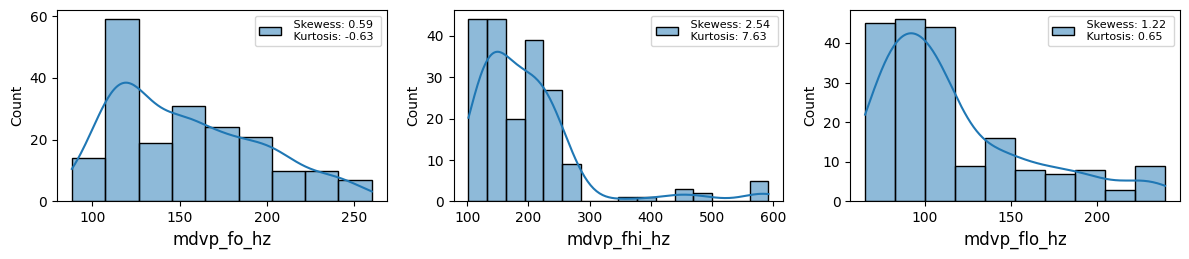 60
40
20
0
Count
Skewess: 0.59
Kurtosis: -0.63
100
150
200
250
mdvp_fo_hz
40
30
20
10
0
Count
Skewess: 2.54
Kurtosis: 7.63
100
200
300
400
500
600
mdvp_fhi_hz
40
30
20
10
0
Count
Skewess: 1.22
Kurtosis: 0.65
100
150
200
mdvp_flo_hz